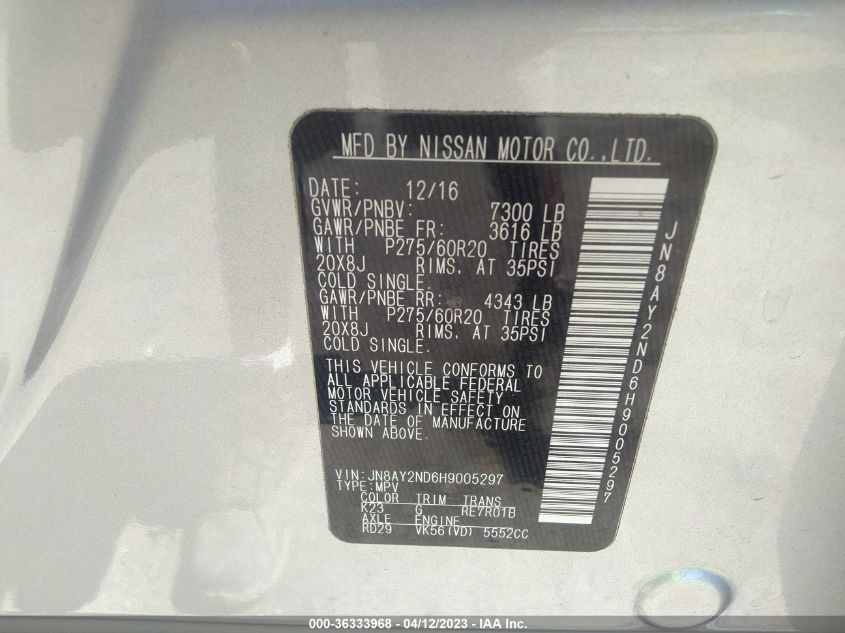 MFD BY NISSAN MOTOR CO.,LTD.
DATE: 12/16
GVWR/PNBV: 7300 LB
GAWR/PNBE FR: 3616 LB
WITH P275/60R20 TIRES
20X8J RIMS, AT 35PSI
COLD SINGLE.
GAWR/PNBE RR: 4343 LB
WITH P275/60R20 TIRES
20X8J RIMS, AT 35PSI
COLD SINGLE.
THIS VEHICLE CONFORMS TO
ALL APPLICABLE FEDERAL
MOTOR VEHICLE SAFETY
STANDARDS IN EFFECT ON
THE DATE OF MANUFACTURE
SHOWN ABOVE.
VIN:JN8AY2ND6H9005297
TYPE:MPV
COLOR TRIM TRANS
K23 G RE7R01B
AXLE ENGINE
RD29 VK56(VD) 5552CC
JN8AY2ND6H9005297
000-36333968 - 04/12/2023 - IAA Inc.